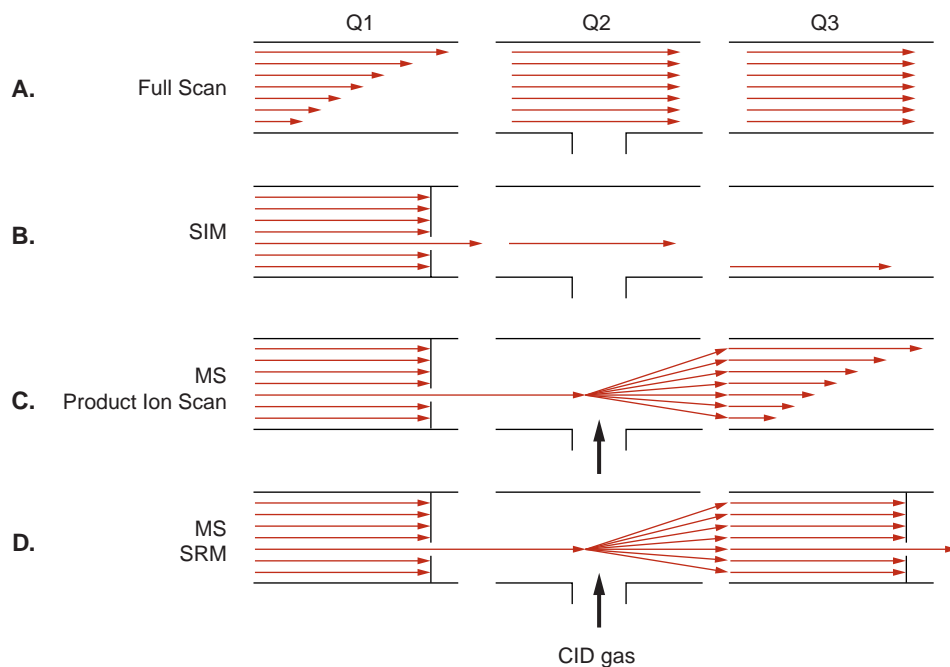 Q1 Q2 Q3
A. Full Scan
B. SIM
C. MS
Product Ion Scan
D. MS
SRM
CID gas